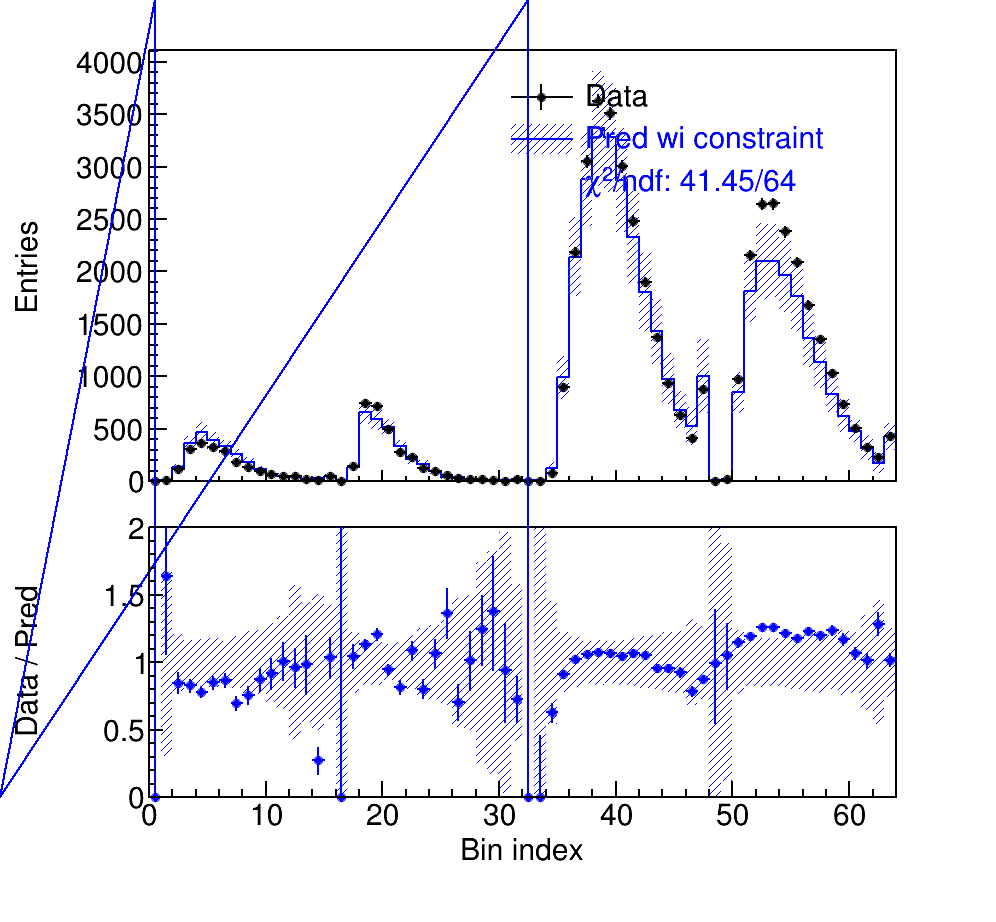 4000
3500
3000
2500
2000
1500
1000
500
0
Entries
Data
Pred wi constraint
χ²/ndf: 41.45/64
2
1.5
1
0.5
0
Data / Pred
0 10 20 30 40 50 60
Bin index